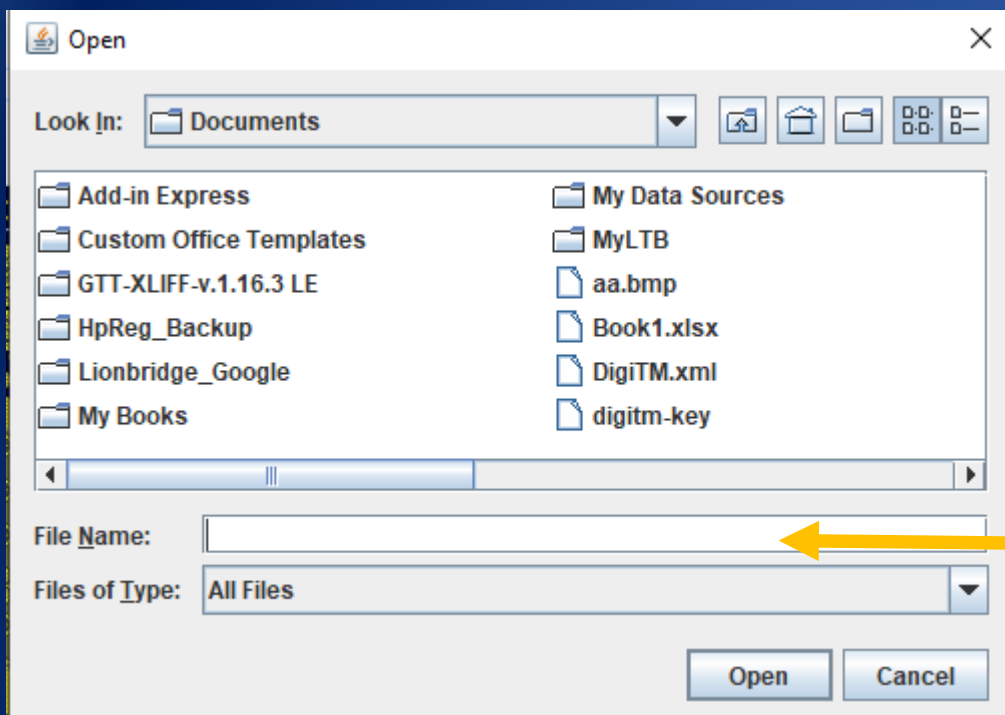 Open
Look In: Documents
Add-in Express
Custom Office Templates
GTT-XLIFF-v.1.16.3 LE
HpReg_Backup
Lionbridge_Google
My Books
My Data Sources
MyLTB
aa.bmp
Book1.xlsx
DigiTM.xml
digitm-key
File Name:
Files of Type: All Files
Open Cancel